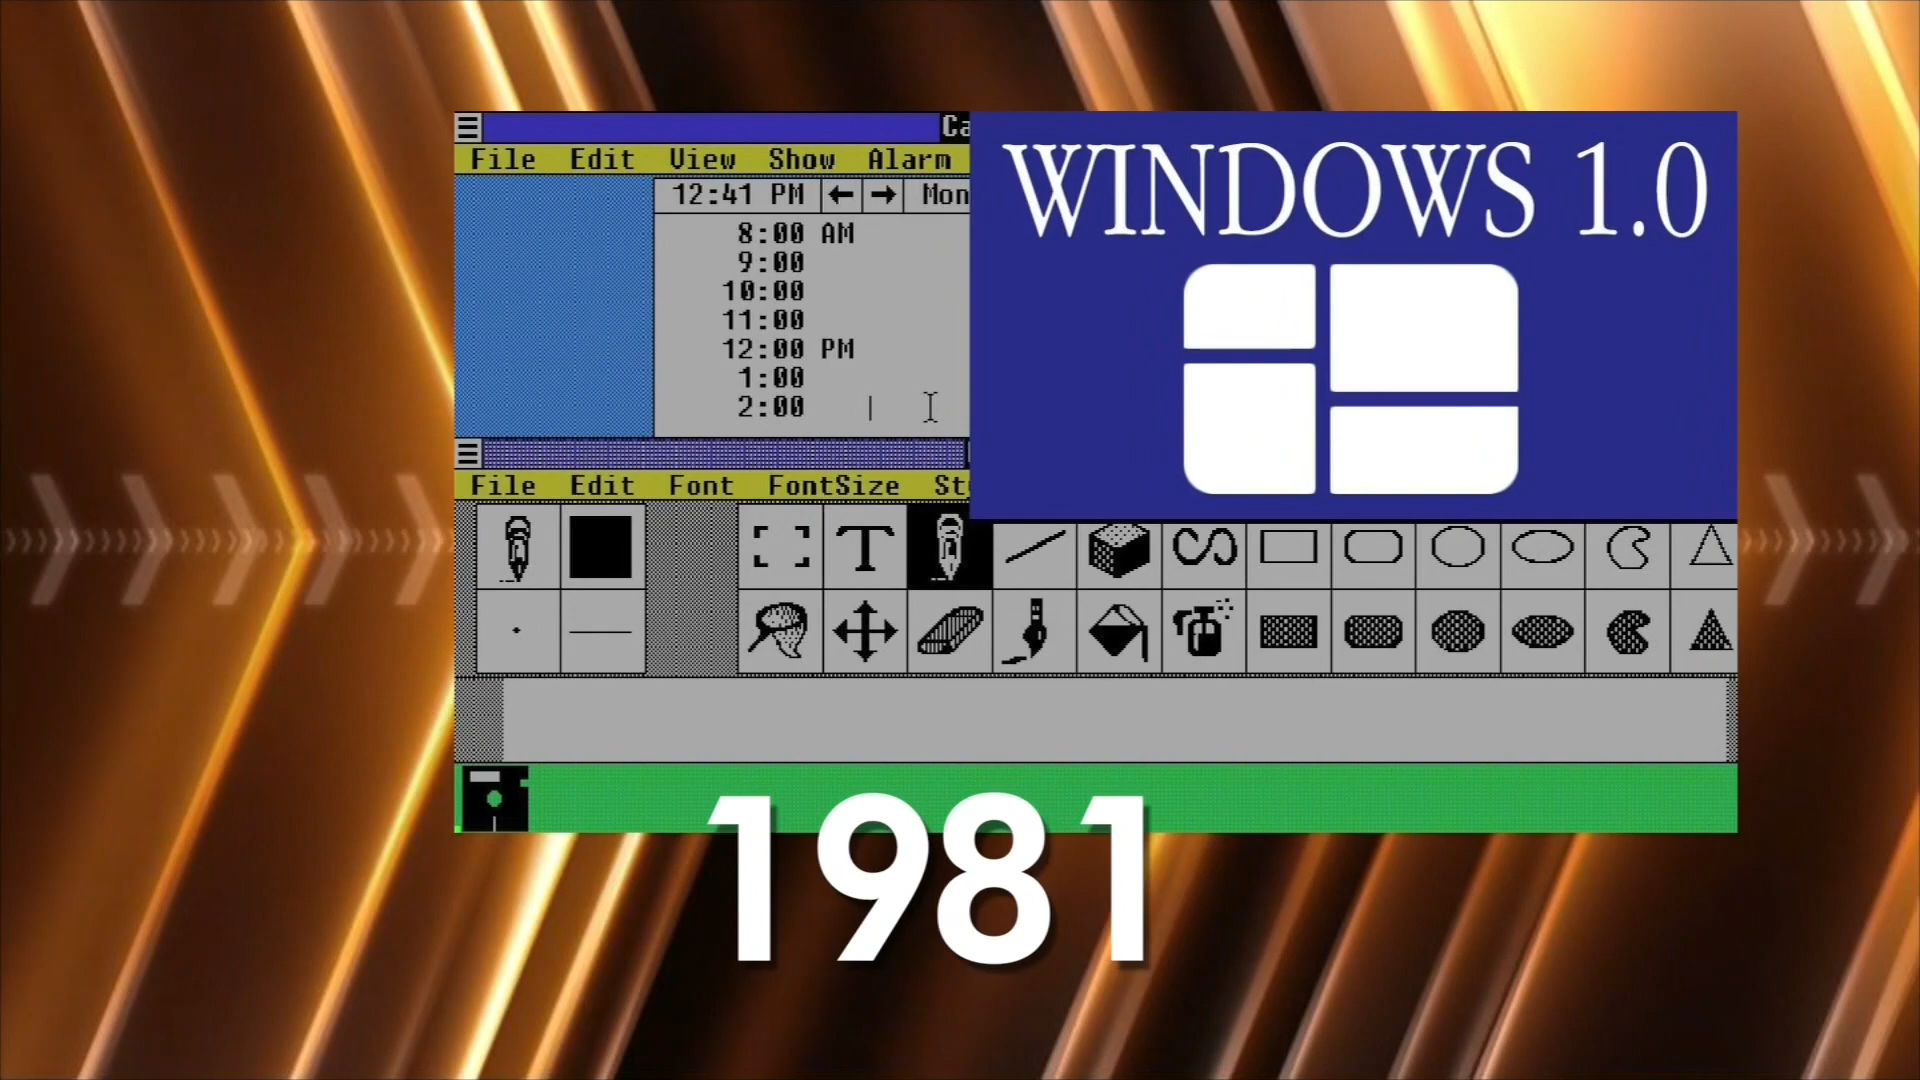 Ca
File Edit View Show Alarm
12:41 PM ← → Mon
8:00 AM
9:00
10:00
11:00
12:00 PM
1:00
2:00
WINDOWS 1.0
File Edit Font FontSize St
T
1981